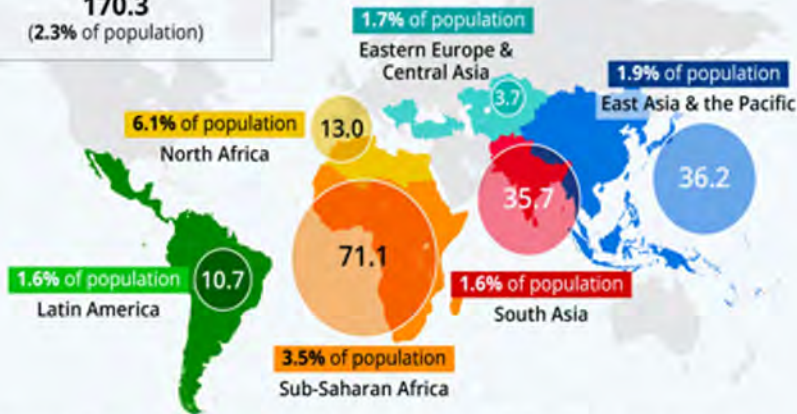 170.3
(2.3% of population)
1.7% of population
Eastern Europe &
Central Asia
3.7
1.9% of population
East Asia & the Pacific
36.2
6.1% of population
North Africa
13.0
35.7
1.6% of population
South Asia
71.1
3.5% of population
Sub-Saharan Africa
10.7
1.6% of population
Latin America